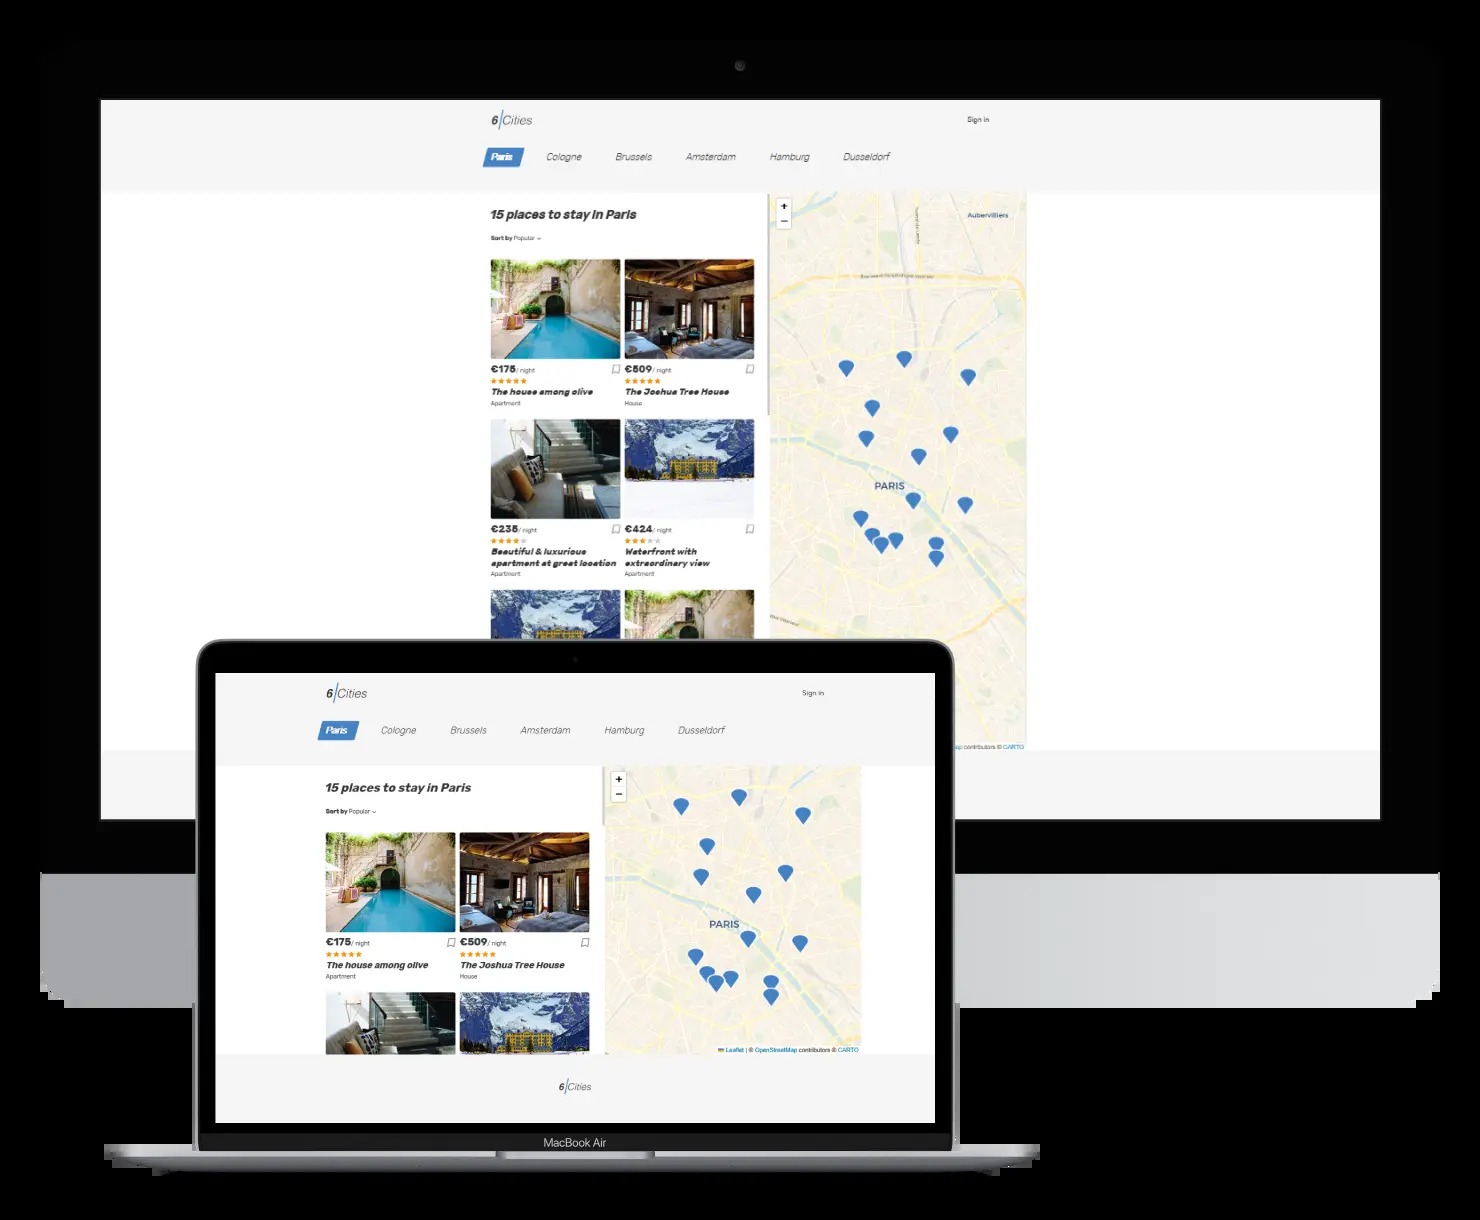 6 Cities
Sign in
Paris
Cologne
Brussels
Amsterdam
Hamburg
Dusseldorf
15 places to stay in Paris
Sort by Popular
€175/ night
The house among olive
Apartment
€509/ night
The Joshua Tree House
House
€235/ night
Beautiful & luxurious
apartment at great location
Apartment
€424/ night
Waterfront with
extraordinary view
Apartment
+
−
Aubervilliers
PARIS
contributors © CARTO
6 Cities
Sign in
Paris
Cologne
Brussels
Amsterdam
Hamburg
Dusseldorf
15 places to stay in Paris
Sort by Popular
€175/ night
The house among olive
Apartment
€509/ night
The Joshua Tree House
House
+
−
PARIS
Leaflet | © OpenStreetMap contributors © CARTO
6 Cities
MacBook Air